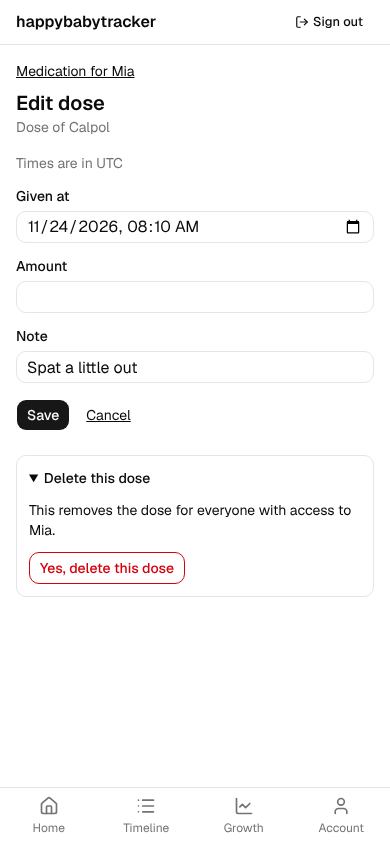 happybabytracker
Sign out
Medication for Mia
Edit dose
Dose of Calpol
Times are in UTC
Given at
11/24/2026, 08:10 AM
Amount
Note
Spat a little out
Save
Cancel
Delete this dose
This removes the dose for everyone with access to
Mia.
Yes, delete this dose
Home
Timeline
Growth
Account